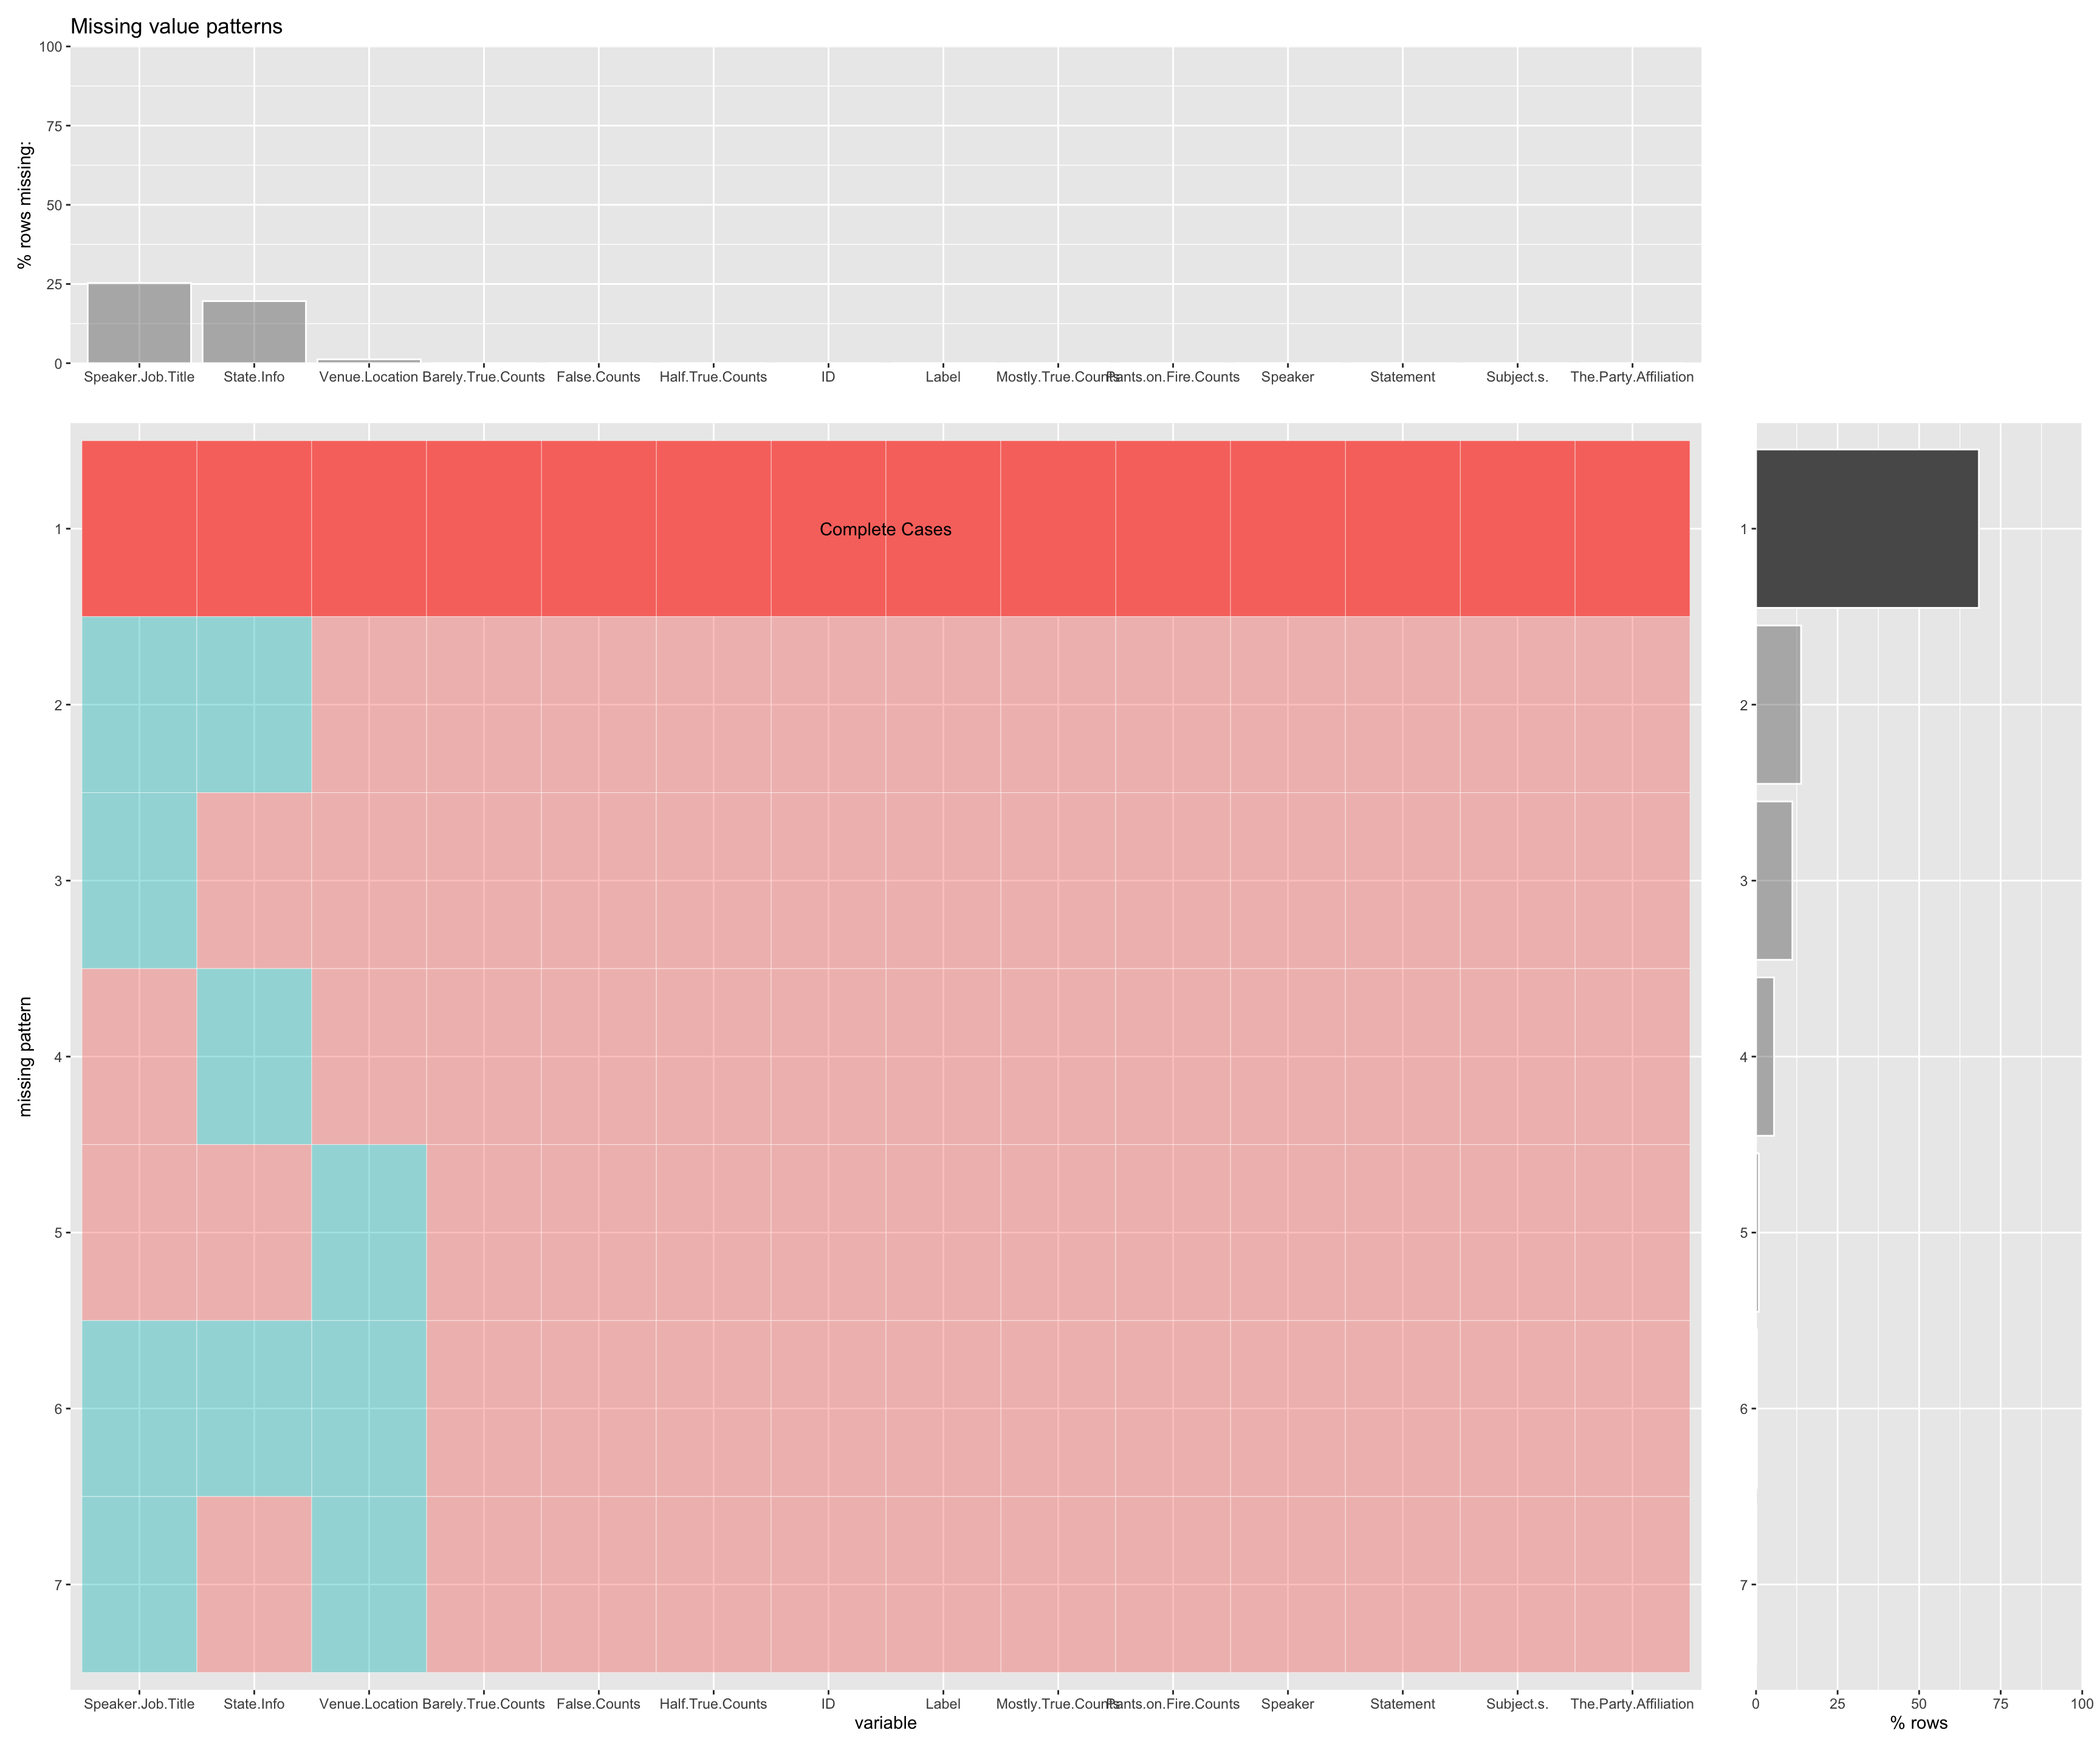 Missing value patterns
100
75
50
25
0
% rows missing:
Speaker.Job.Title State.Info Venue.Location Barely.True.Counts False.Counts Half.True.Counts ID Label Mostly.True.Counts Pants.on.Fire.Counts Speaker Statement Subject.s. The.Party.Affiliation
Complete Cases
1
2
3
4
5
6
7
missing pattern
Speaker.Job.Title State.Info Venue.Location Barely.True.Counts False.Counts Half.True.Counts ID Label Mostly.True.Counts Pants.on.Fire.Counts Speaker Statement Subject.s. The.Party.Affiliation
variable
1
2
3
4
5
6
7
0 25 50 75 100
% rows